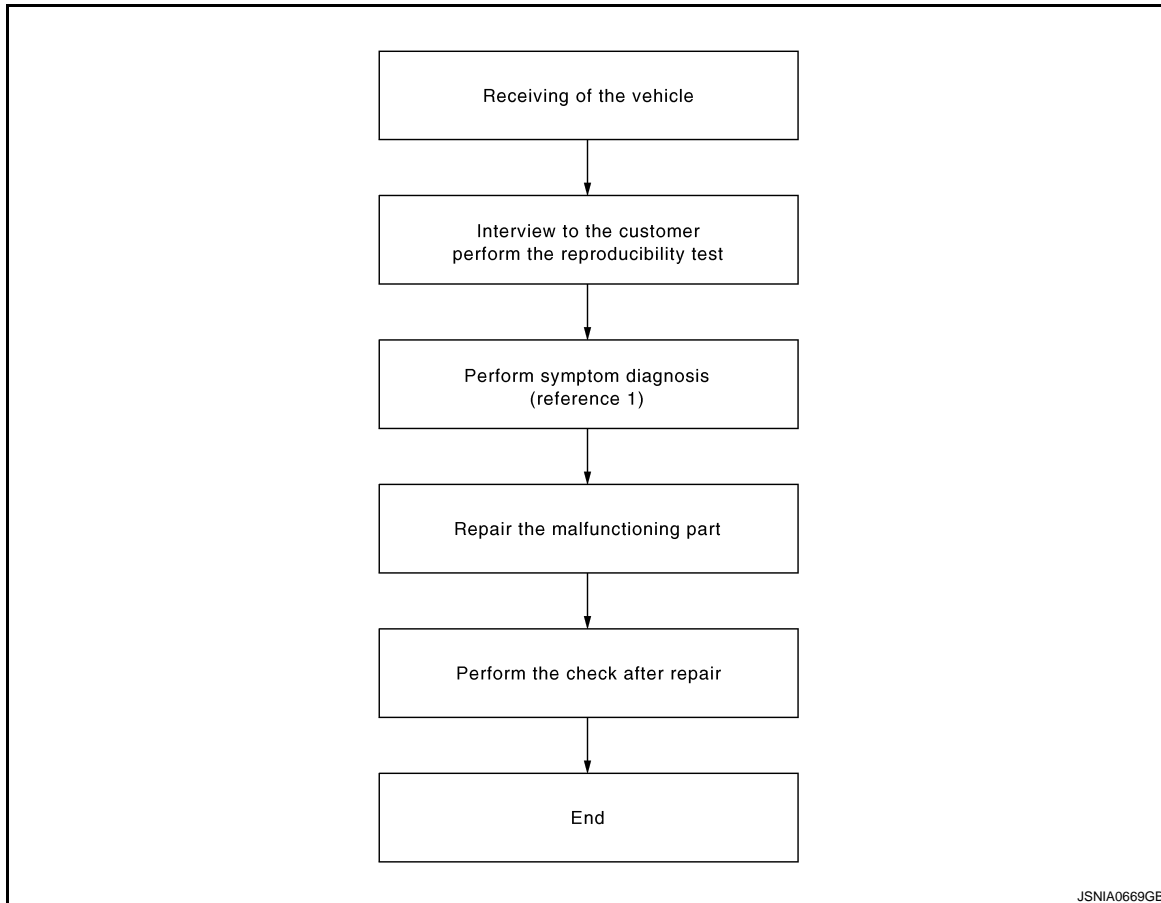 Receiving of the vehicle
Interview to the customer
perform the reproducibility test
Perform symptom diagnosis
(reference 1)
Repair the malfunctioning part
Perform the check after repair
End
JSNIA0669GB